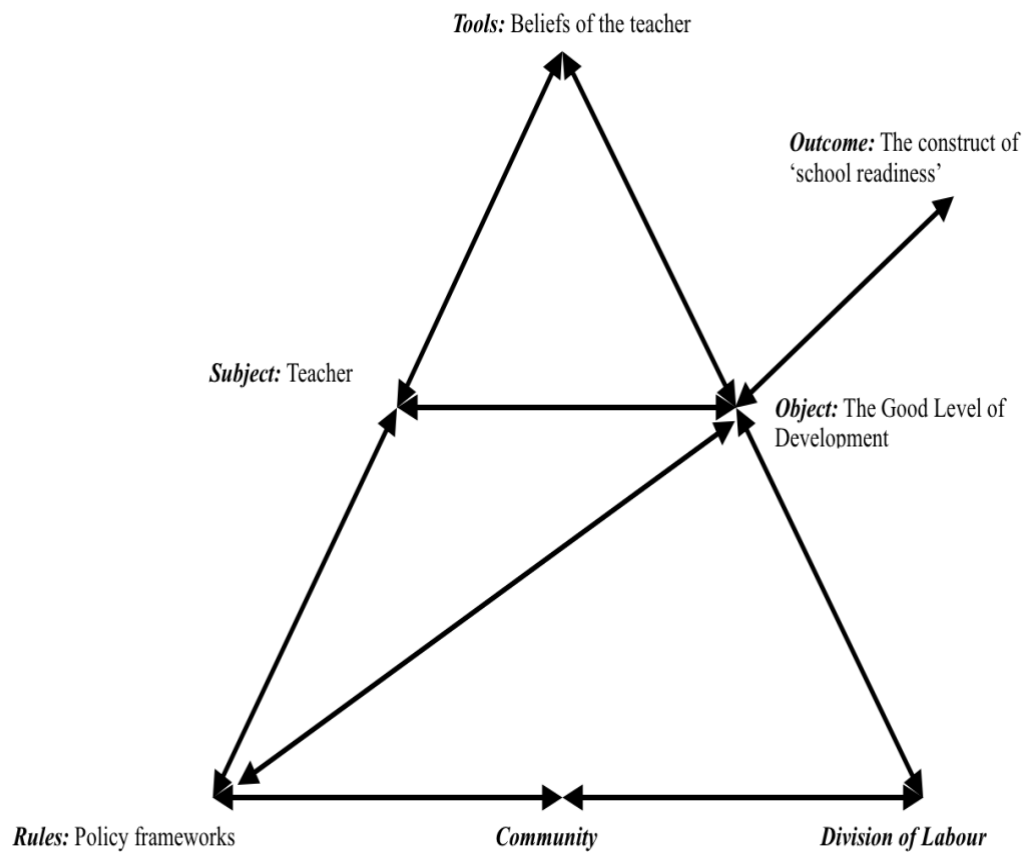 Tools: Beliefs of the teacher
Outcome: The construct of
‘school readiness’
Subject: Teacher
Object: The Good Level of
Development
Rules: Policy frameworks
Community
Division of Labour